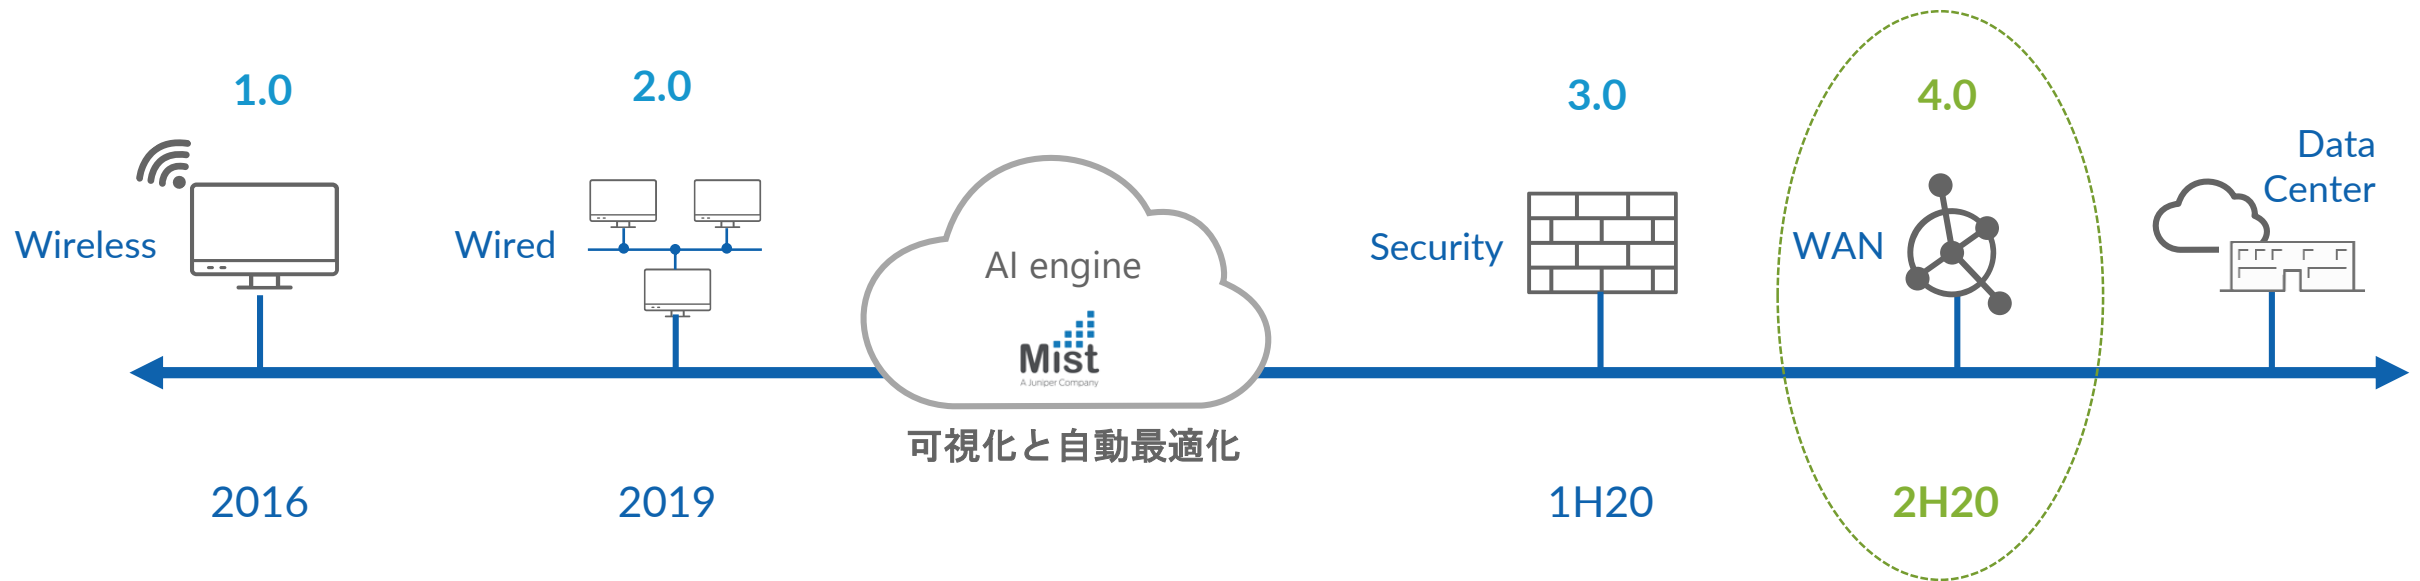 1.0
2.0
3.0
4.0
Data
Center
Wireless
Wired
Security
WAN
AI engine
Mist
A Juniper Company
可視化と自動最適化
2016
2019
1H20
2H20